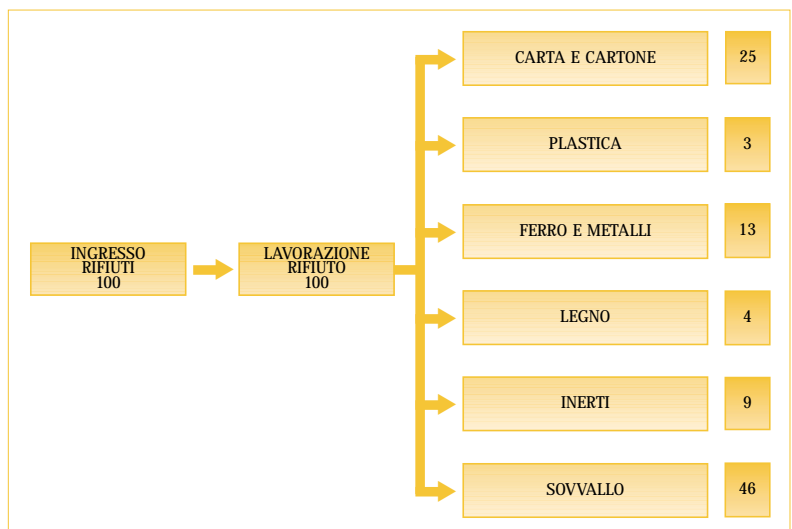 CARTA E CARTONE 25
PLASTICA 3
FERRO E METALLI 13
INGRESSO
RIFIUTI
100
LAVORAZIONE
RIFIUTO
100
LEGNO 4
INERTI 9
SOVVALLO 46